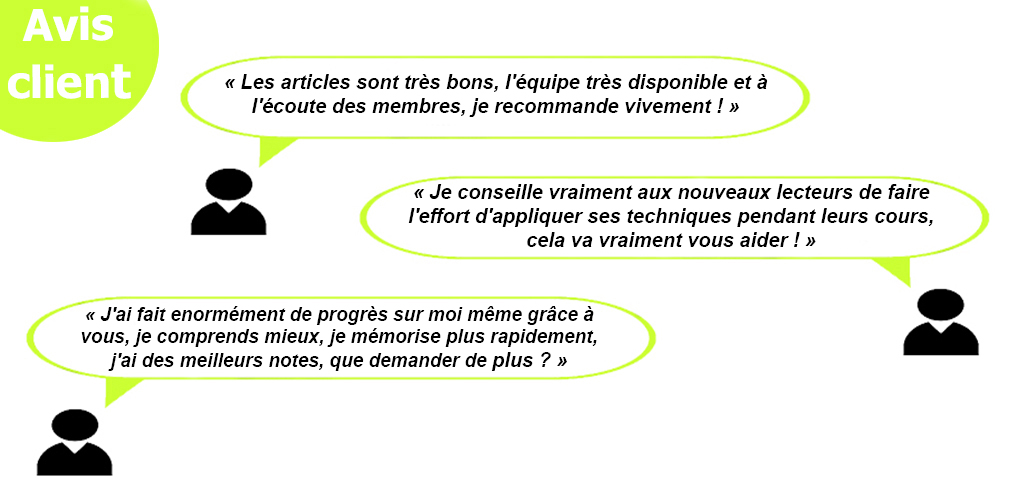 Avis
client
« Les articles sont très bons, l'équipe très disponible et à
l'écoute des membres, je recommande vivement ! »
« Je conseille vraiment aux nouveaux lecteurs de faire
l'effort d'appliquer ses techniques pendant leurs cours,
cela va vraiment vous aider ! »
« J'ai fait enormément de progrès sur moi même grâce à
vous, je comprends mieux, je mémorise plus rapidement,
j'ai des meilleurs notes, que demander de plus ? »